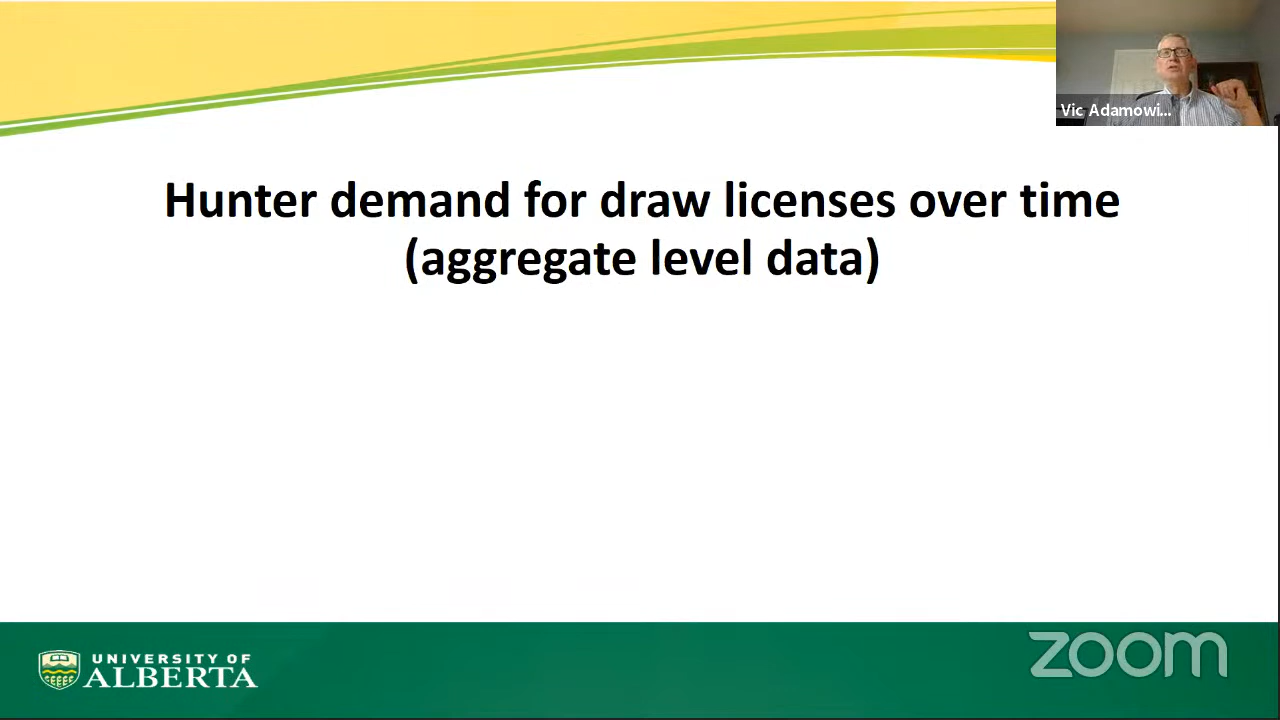 Vic Adamowi...
Hunter demand for draw licenses over time
(aggregate level data)
UNIVERSITY OF
ALBERTA
zoom